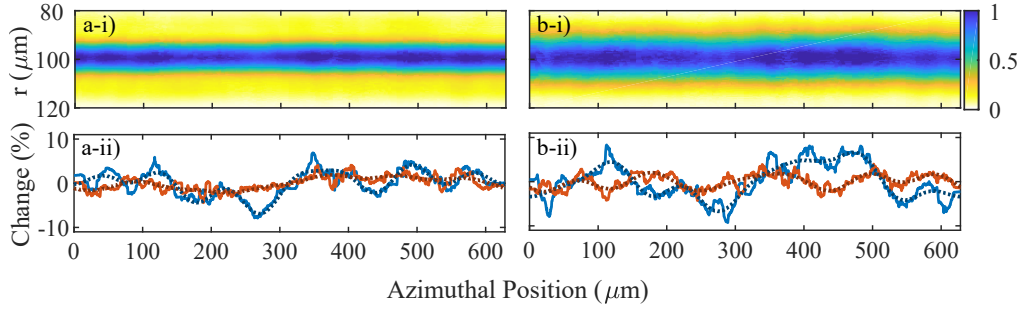 80
100
120
r (μm)
a-i)
b-i)
1
0.5
0
10
0
-10
Change (%)
a-ii)
b-ii)
0 100 200 300 400 500 600
0 100 200 300 400 500 600
Azimuthal Position (μm)